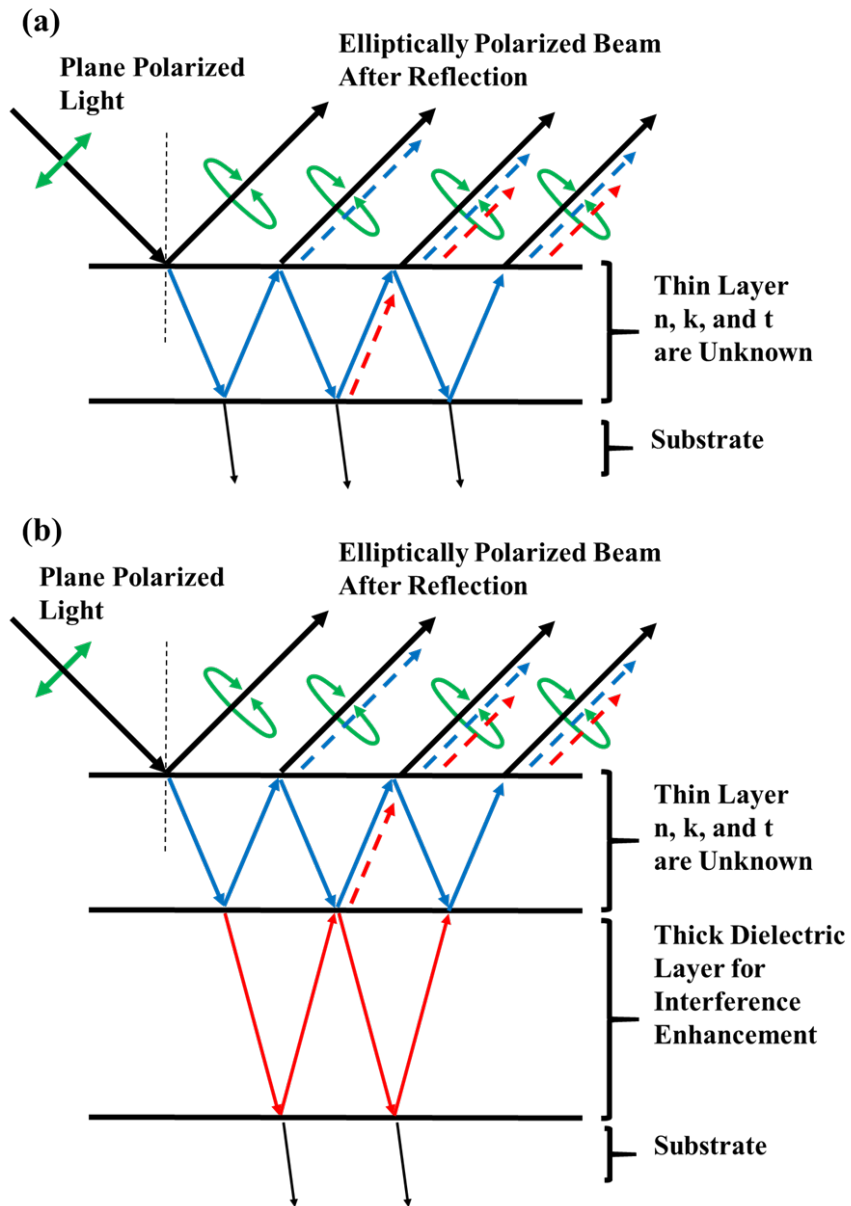 (a)
Plane Polarized
Light
Elliptically Polarized Beam
After Reflection
Thin Layer
n, k, and t
are Unknown
Substrate
(b)
Plane Polarized
Light
Elliptically Polarized Beam
After Reflection
Thin Layer
n, k, and t
are Unknown
Thick Dielectric
Layer for
Interference
Enhancement
Substrate